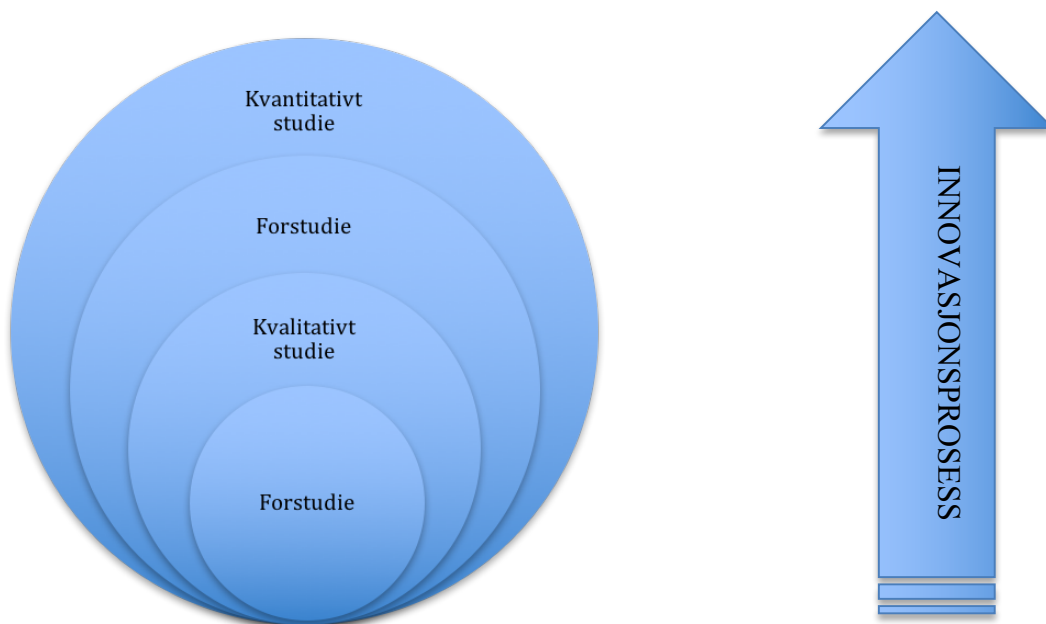 Kvantitativt
studie
Forstudie
Kvalitativt
studie
Forstudie
INNOVASJONSPROSESS